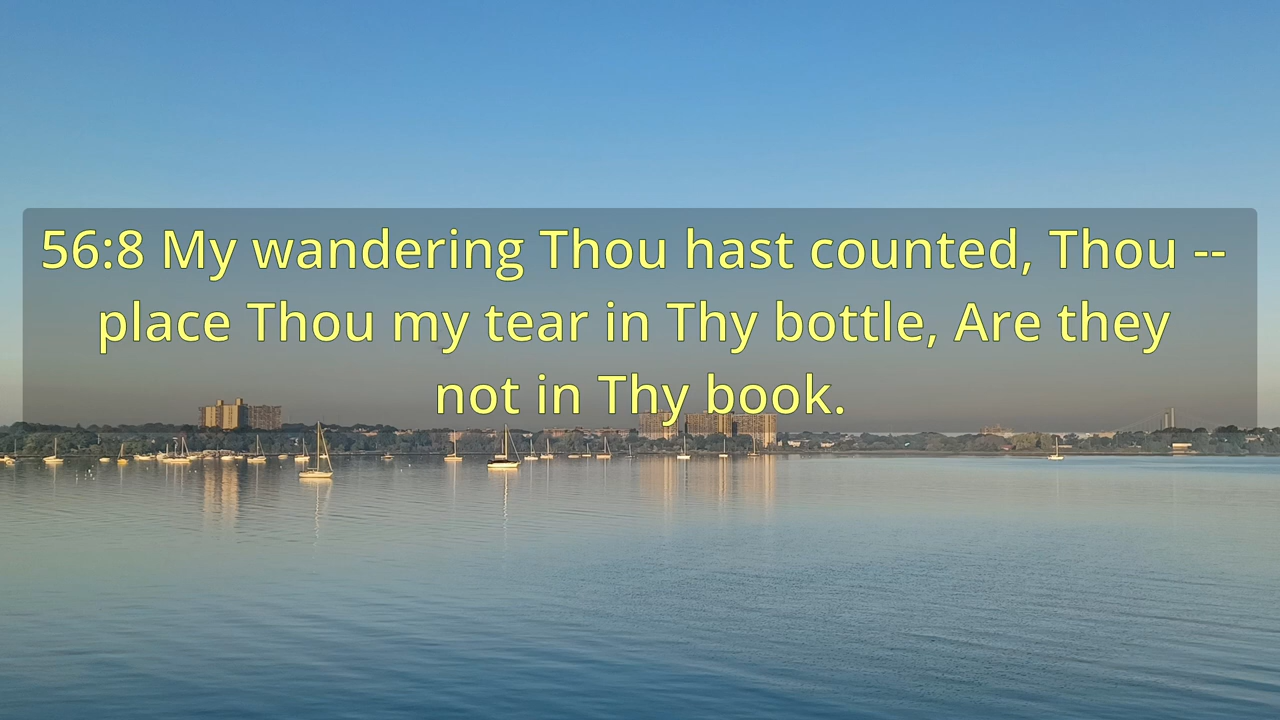 56:8 My wandering Thou hast counted, Thou --
place Thou my tear in Thy bottle, Are they
not in Thy book.